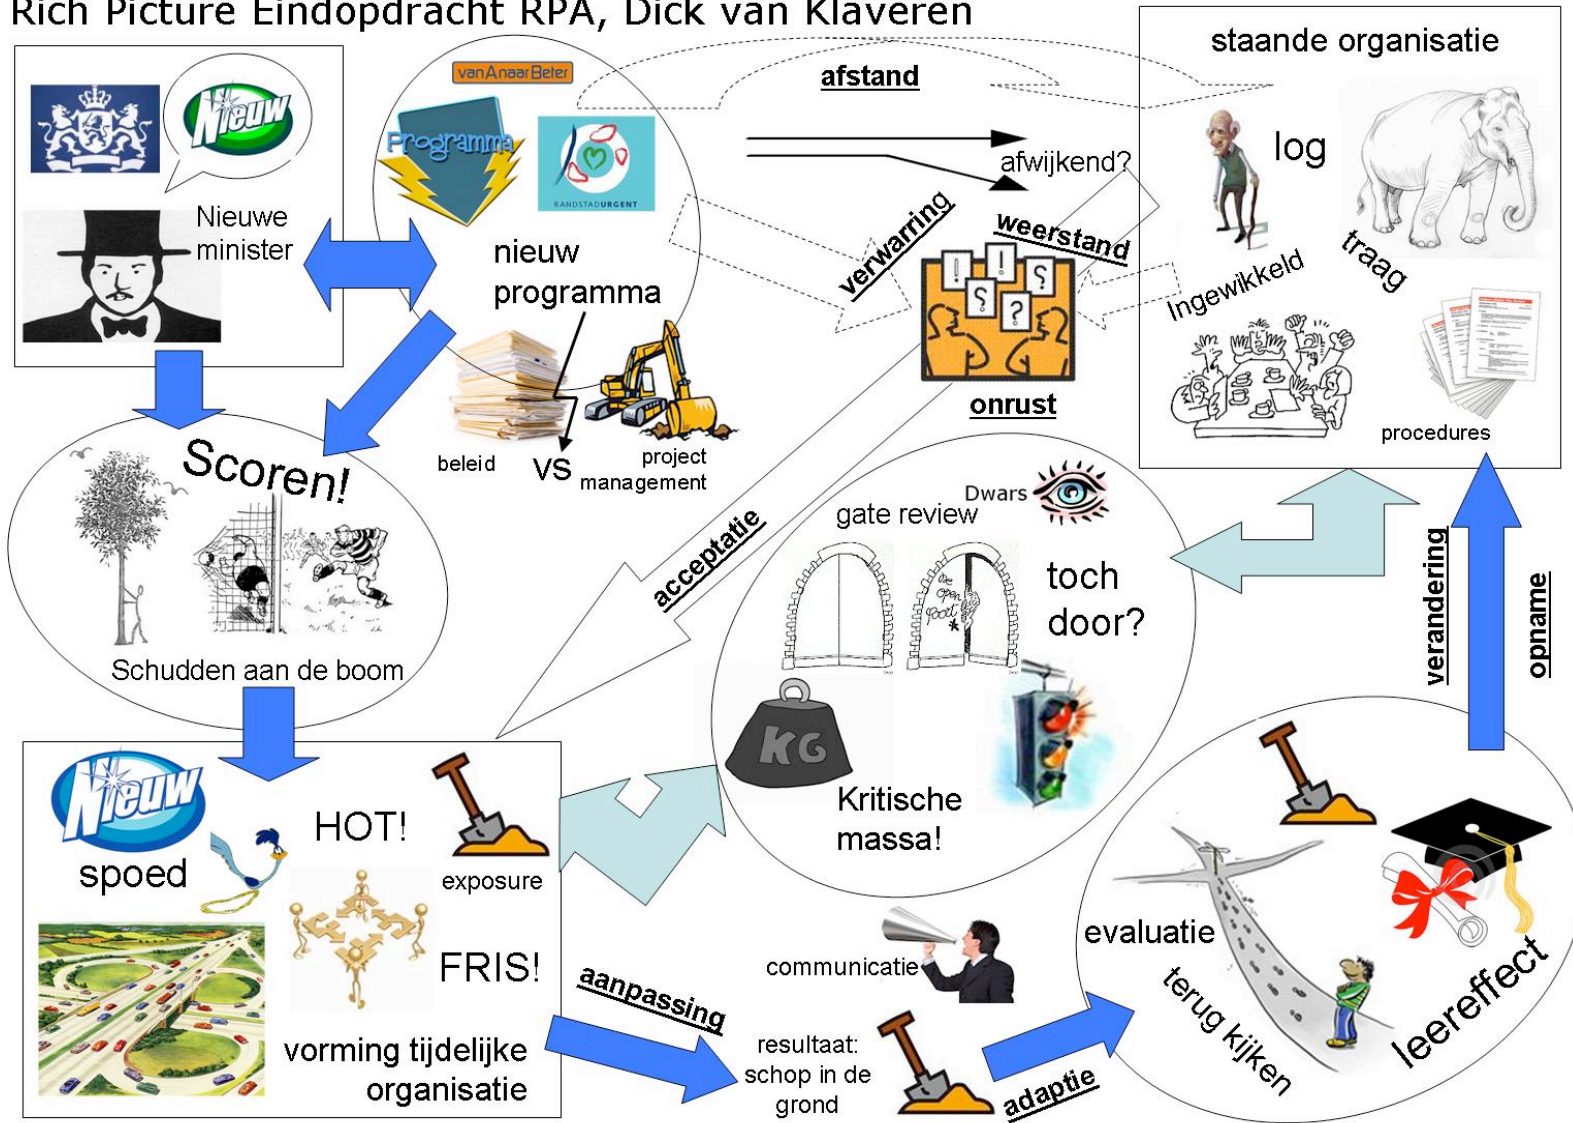 Rich Picture Eindopdracht RPA, Dick van Klaveren
Nieuw
Nieuwe
minister
vanAnaarBeter
Programma
RANDSTADURGENT
nieuw
programma
beleid
vs
project
management
afstand
afwijkend?
verwarring
weerstand
! ! ? ? ?
onrust
staande organisatie
log
traag
Ingewikkeld
procedures
Scoren!
Schudden aan de boom
acceptatie
Dwars
gate review
toch
door?
KG
Kritische
massa!
verandering
opname
Nieuw
spoed
HOT!
exposure
FRIS!
vorming tijdelijke
organisatie
aanpassing
communicatie
resultaat:
schop in de
grond
adaptie
evaluatie
terug kijken
leereffect